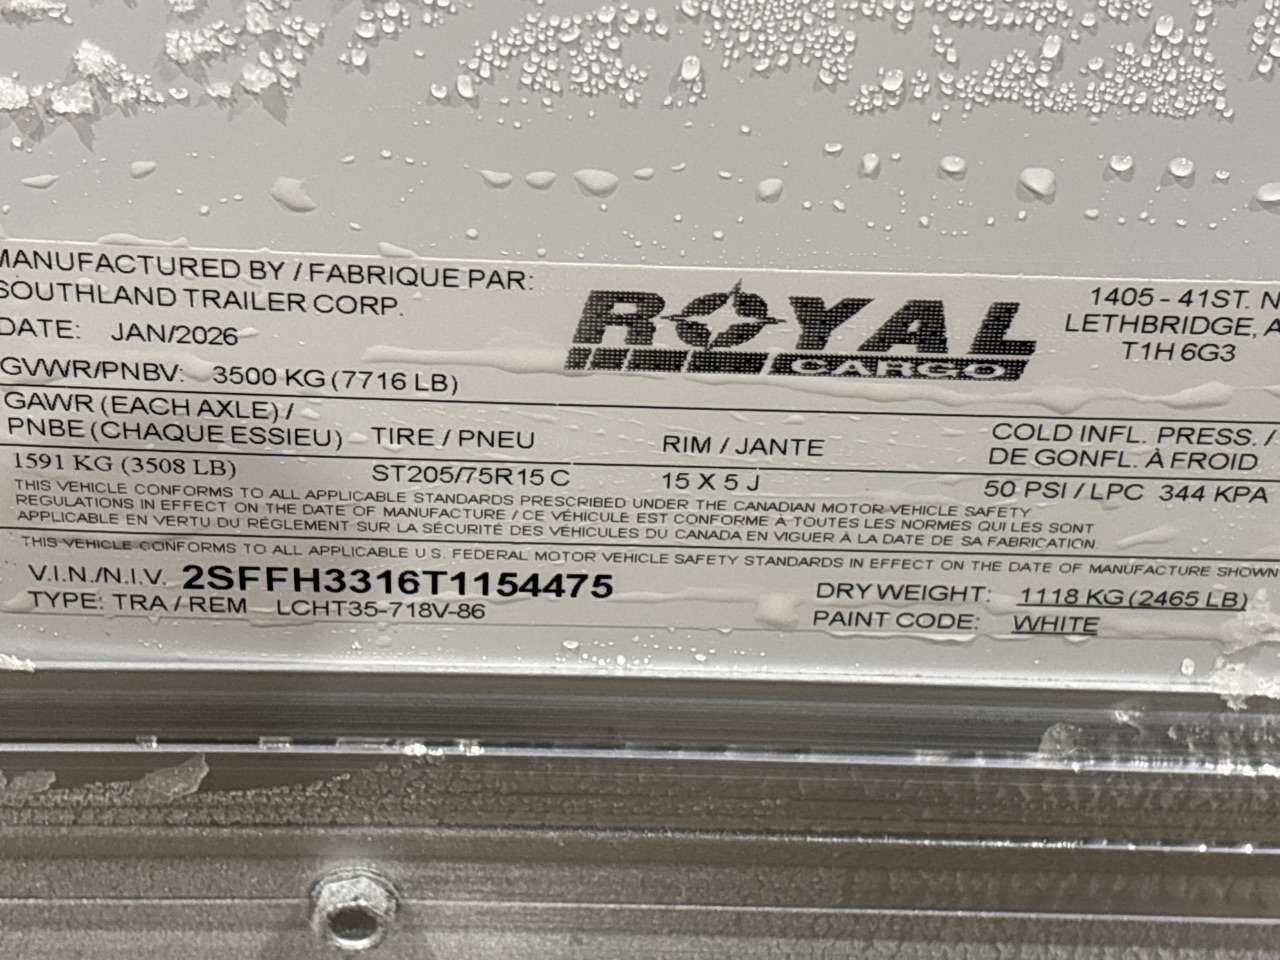 MANUFACTURED BY / FABRIQUE PAR:
SOUTHLAND TRAILER CORP.
DATE: JAN/2026
ROYAL
CARGO
1405 - 41ST. N
LETHBRIDGE, A
T1H 6G3
GVWR/PNBV: 3500 KG (7716 LB)
GAWR (EACH AXLE) /
PNBE (CHAQUE ESSIEU) TIRE / PNEU RIM / JANTE COLD INFL. PRESS. /
DE GONFL. À FROID
1591 KG (3508 LB) ST205/75R15 C 15 X 5 J 50 PSI / LPC 344 KPA
THIS VEHICLE CONFORMS TO ALL APPLICABLE STANDARDS PRESCRIBED UNDER THE CANADIAN MOTOR VEHICLE SAFETY
REGULATIONS IN EFFECT ON THE DATE OF MANUFACTURE / CE VÉHICULE EST CONFORME A TOUTES LES NORMES QUI LES SONT
APPLICABLE EN VERTU DU RÉGLEMENT SUR LA SÉCURITÉ DES VÉHICULES DU CANADA EN VIGUER À LA DATE DE SA FABRICATION.
THIS VEHICLE CONFORMS TO ALL APPLICABLE U.S. FEDERAL MOTOR VEHICLE SAFETY STANDARDS IN EFFECT ON THE DATE OF MANUFACTURE SHOWN
V.I.N./N.I.V. 2SFFH3316T1154475 DRY WEIGHT: 1118 KG (2465 LB)
TYPE: TRA / REM LCHT35-718V-86 PAINT CODE: WHITE